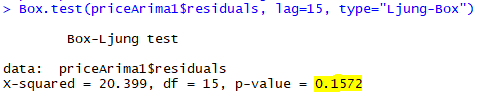 > Box.test(priceArima1$residuals, lag=15, type="Ljung-Box")
Box-Ljung test
data:  priceArima1$residuals
X-squared = 20.399, df = 15, p-value = 0.1572